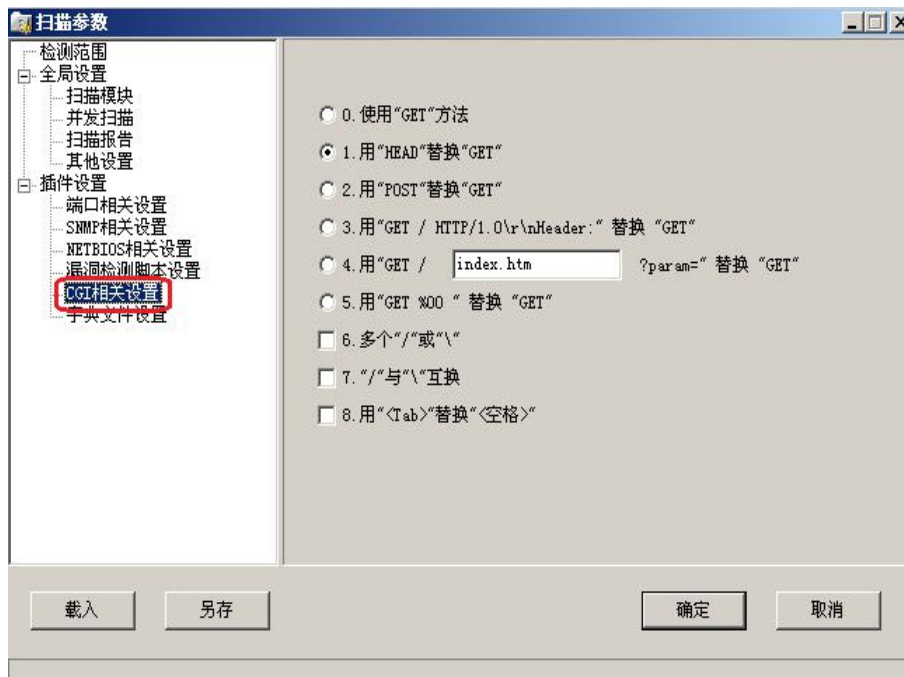 扫描参数
检测范围
全局设置
扫描模块
并发扫描
扫描报告
其他设置
插件设置
端口相关设置
SNMP相关设置
NETBIOS相关设置
漏洞检测脚本设置
CGI相关设置
字典文件设置
0.使用"GET"方法
1.用"HEAD"替换"GET"
2.用"POST"替换"GET"
3.用"GET / HTTP/1.0\r\nHeader:" 替换 "GET"
4.用"GET / index.htm ?param=" 替换 "GET"
5.用"GET %00 " 替换 "GET"
6.多个"/"或"\"
7."/"与"\"互换
8.用"<Tab>"替换"<空格>"
载入 另存 确定 取消